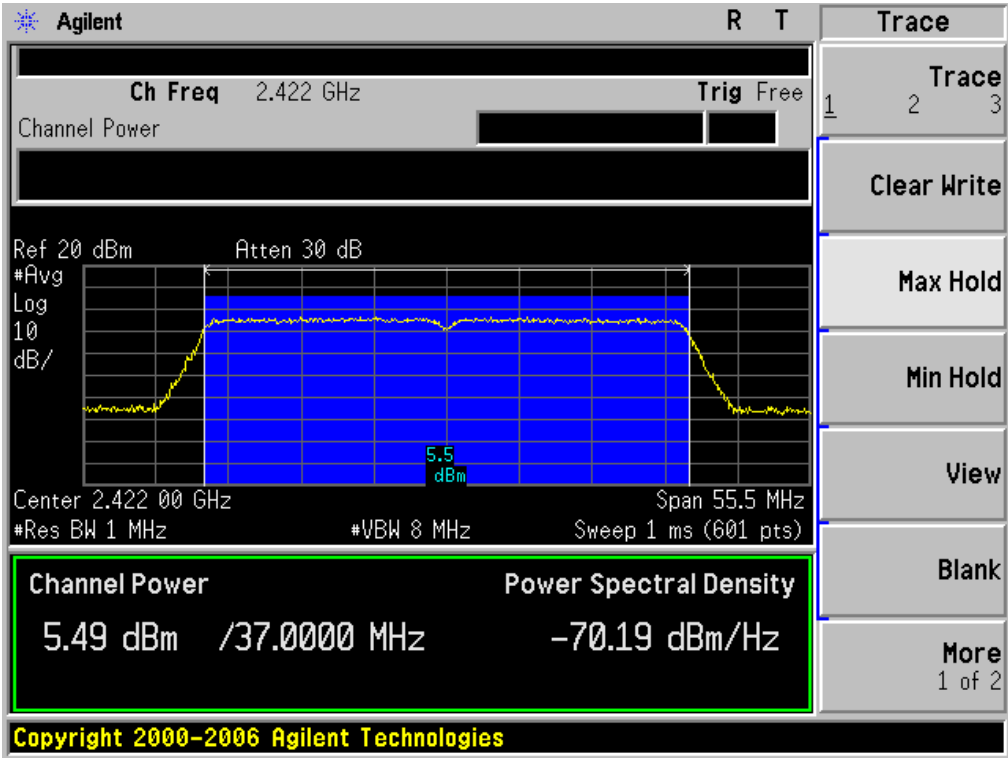 Agilent R T Trace
Ch Freq 2.422 GHz Trig Free
Channel Power
Trace
1 2 3
Clear Write
Max Hold
Min Hold
View
Blank
More
1 of 2
Ref 20 dBm Atten 30 dB
#Avg
Log
10
dB/
5.5
dBm
Center 2.422 00 GHz Span 55.5 MHz
#Res BW 1 MHz #VBW 8 MHz Sweep 1 ms (601 pts)
Channel Power Power Spectral Density
5.49 dBm /37.0000 MHz -70.19 dBm/Hz
Copyright 2000-2006 Agilent Technologies